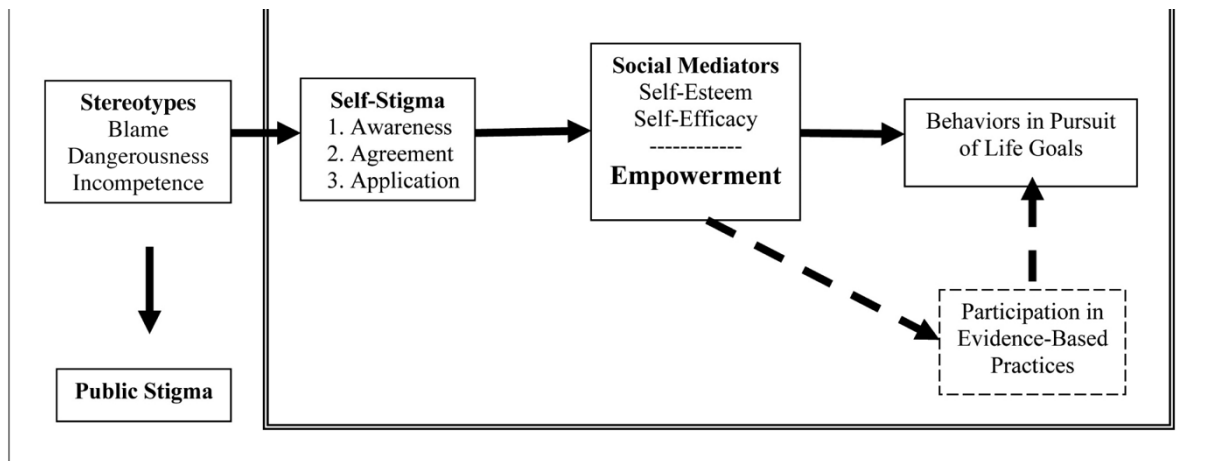 Stereotypes
Blame
Dangerousness
Incompetence
Public Stigma
Self-Stigma
1. Awareness
2. Agreement
3. Application
Social Mediators
Self-Esteem
Self-Efficacy
------------
Empowerment
Behaviors in Pursuit
of Life Goals
Participation in
Evidence-Based
Practices